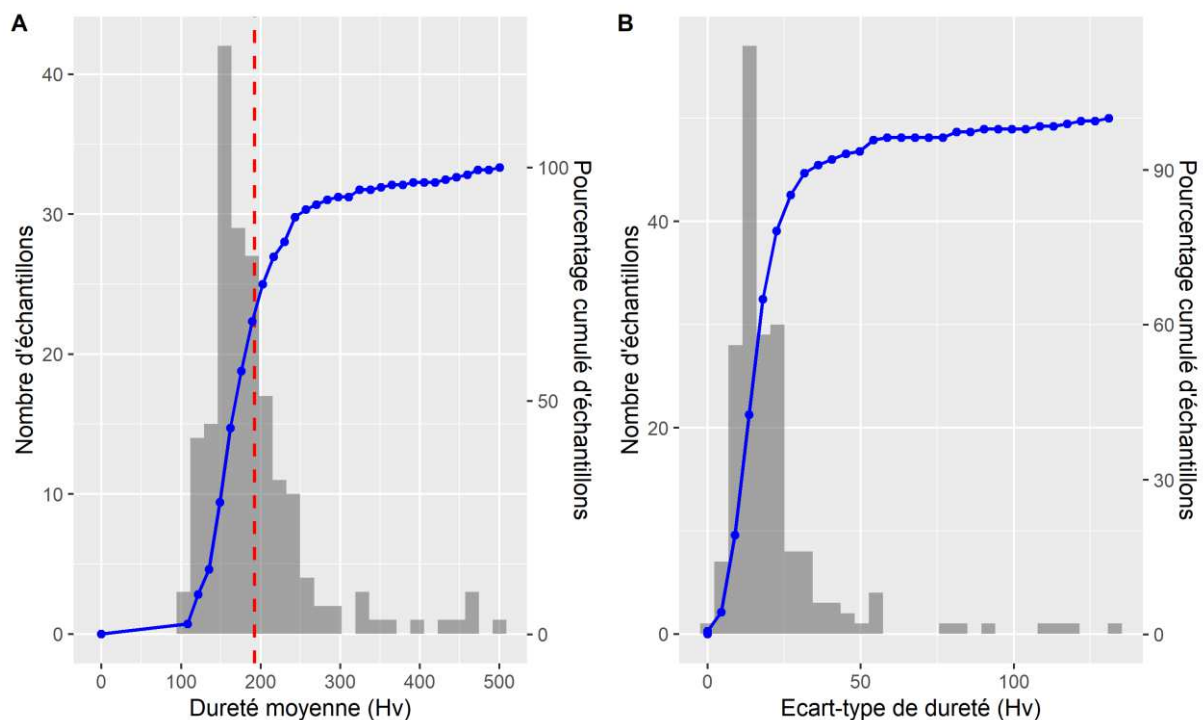 A
Nombre d'échantillons
40
30
20
10
0
100
50
0
Pourcentage cumulé d'échantillons
0 100 200 300 400 500
Dureté moyenne (Hv)
B
Nombre d'échantillons
40
20
0
90
60
30
0
Pourcentage cumulé d'échantillons
0 50 100
Ecart-type de dureté (Hv)